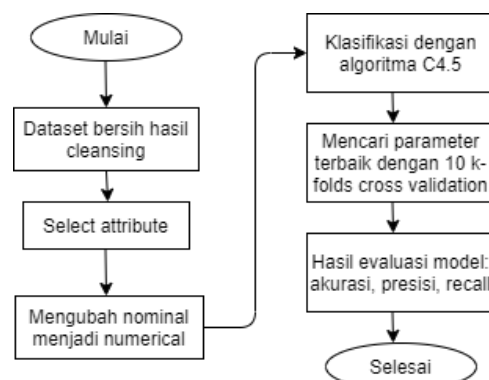 Mulai
Dataset bersih hasil
cleansing
Select attribute
Mengubah nominal
menjadi numerical
Klasifikasi dengan
algoritma C4.5
Mencari parameter
terbaik dengan 10 k-
folds cross validation
Hasil evaluasi model:
akurasi, presisi, recall
Selesai